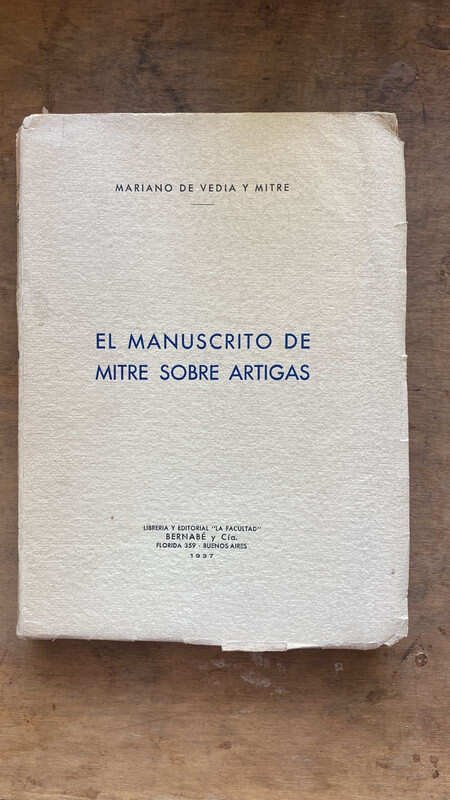 MARIANO DE VEDIA Y MITRE
EL MANUSCRITO DE
MITRE SOBRE ARTIGAS
LIBRERIA Y EDITORIAL "LA FACULTAD"
BERNABÉ y Cía.
FLORIDA 359 - BUENOS AIRES
1937